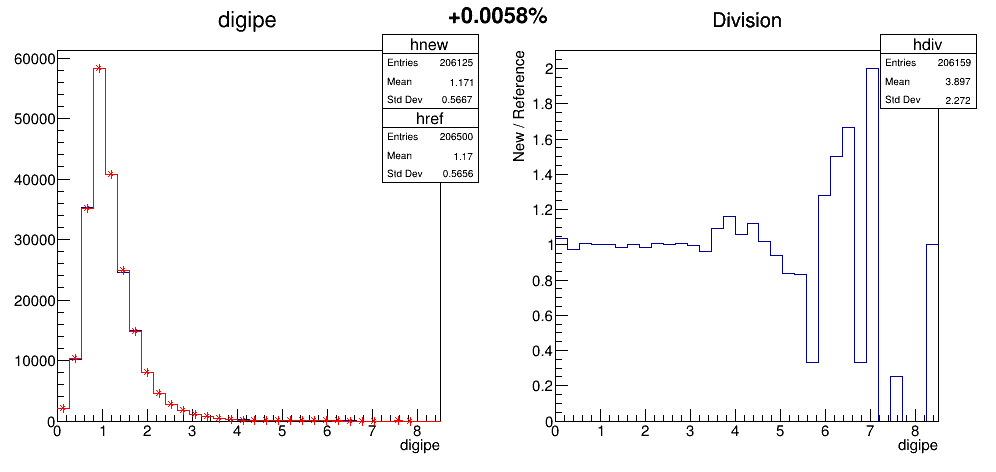 digipe
+0.0058%
Division
hnew
Entries 206125
Mean 1.171
Std Dev 0.5667
href
Entries 206500
Mean 1.17
Std Dev 0.5656
60000
50000
40000
30000
20000
10000
0
0 1 2 3 4 5 6 7 8
digipe
hdiv
Entries 206159
Mean 3.897
Std Dev 2.272
New / Reference
2
1.8
1.6
1.4
1.2
1
0.8
0.6
0.4
0.2
0
0 1 2 3 4 5 6 7 8
digipe